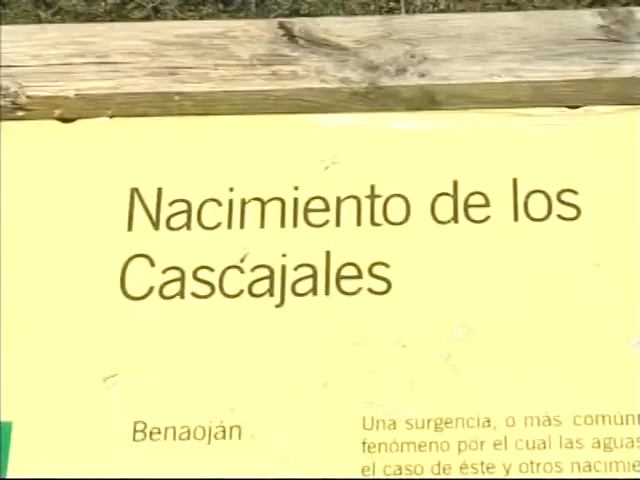 Nacimiento de los
Cascajales
Benaoján
Una surgencia, o más
fenómeno por el cual las aguas
el caso de éste y otros